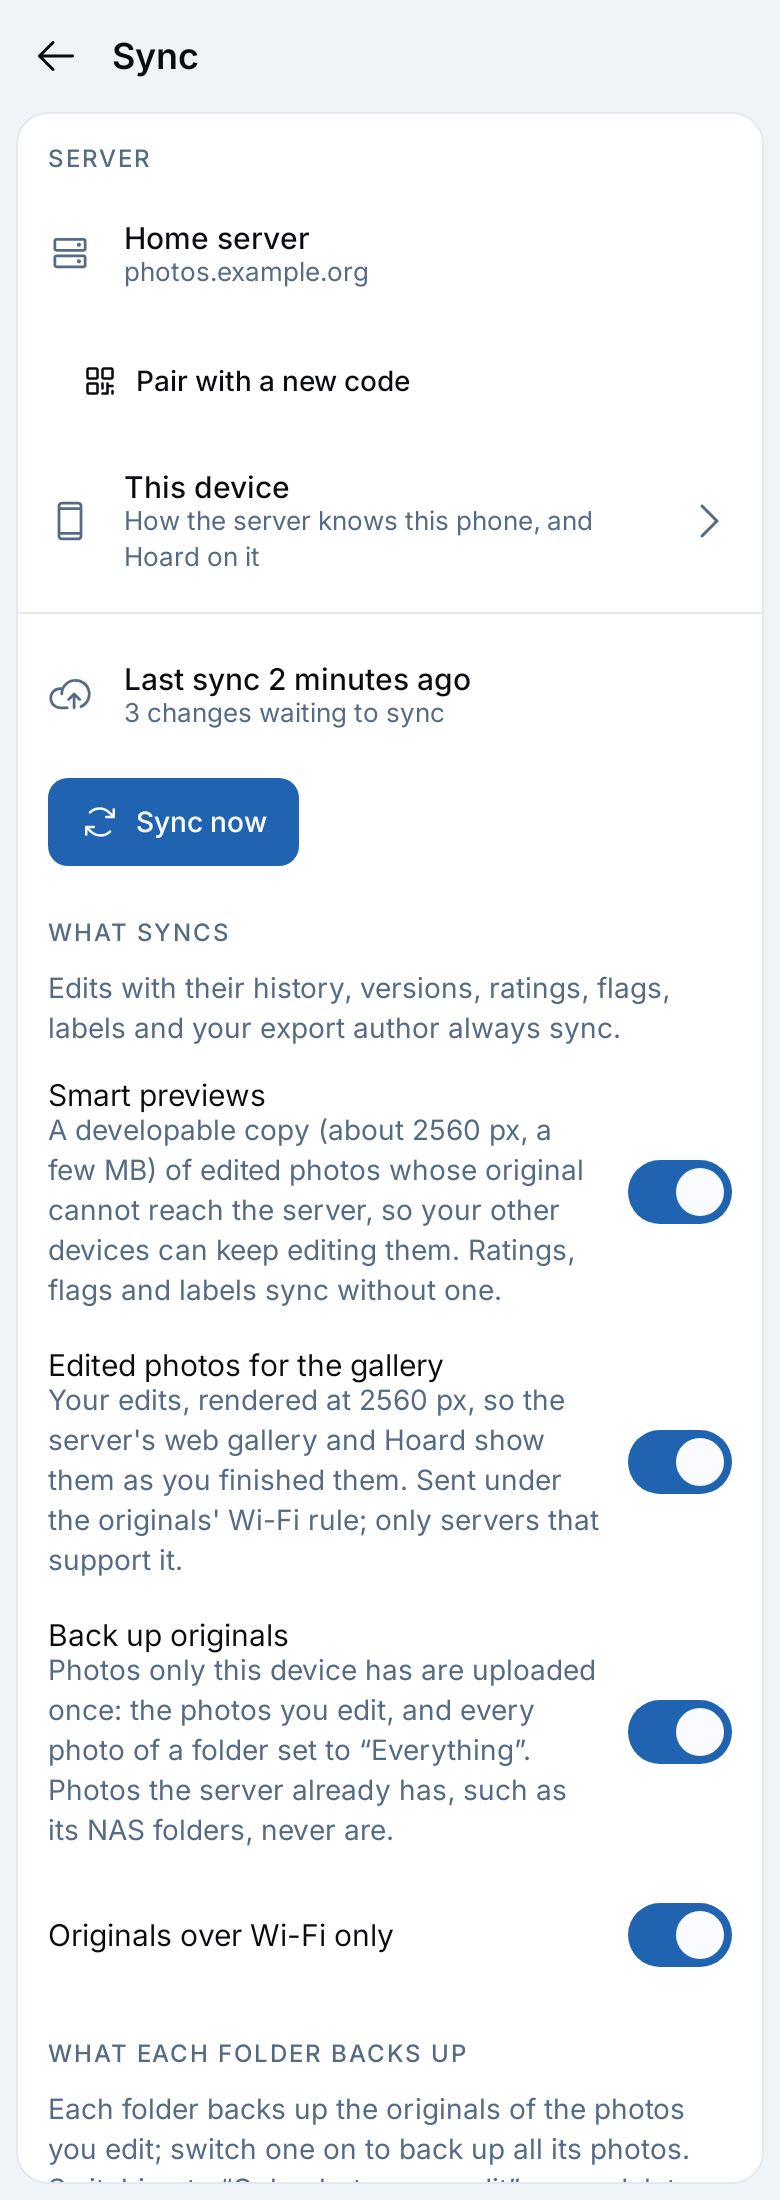 Sync
SERVER
Home server
photos.example.org
Pair with a new code
This device
How the server knows this phone, and
Hoard on it
Last sync 2 minutes ago
3 changes waiting to sync
Sync now
WHAT SYNCS
Edits with their history, versions, ratings, flags,
labels and your export author always sync.
Smart previews
A developable copy (about 2560 px, a
few MB) of edited photos whose original
cannot reach the server, so your other
devices can keep editing them. Ratings,
flags and labels sync without one.
Edited photos for the gallery
Your edits, rendered at 2560 px, so the
server's web gallery and Hoard show
them as you finished them. Sent under
the originals' Wi-Fi rule; only servers that
support it.
Back up originals
Photos only this device has are uploaded
once: the photos you edit, and every
photo of a folder set to “Everything”.
Photos the server already has, such as
its NAS folders, never are.
Originals over Wi-Fi only
WHAT EACH FOLDER BACKS UP
Each folder backs up the originals of the photos
you edit; switch one on to back up all its photos.